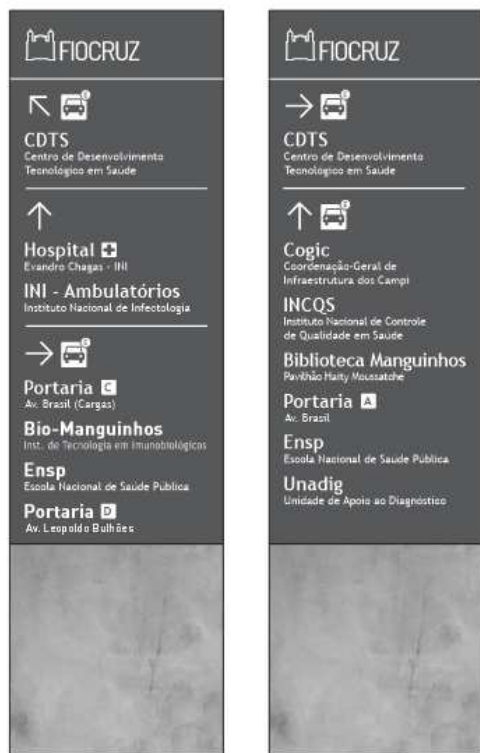 FIOCRUZ
CDTS
Centro de Desenvolvimento
Tecnológico em Saúde
Hospital
Evandro Chagas - INI
INI - Ambulatórios
Instituto Nacional de Infectologia
Portaria C
Av. Brasil (Cargas)
Bio-Manguinhos
Inst. de Tecnologia em Imunobiológicos
Ensp
Escola Nacional de Saúde Pública
Portaria D
Av. Leopoldo Bulhões
FIOCRUZ
CDTS
Centro de Desenvolvimento
Tecnológico em Saúde
Cogic
Coordenação-Geral de
Infraestrutura dos Campi
INCQS
Instituto Nacional de Controle
de Qualidade em Saúde
Biblioteca Manguinhos
Pavilhão Haity Moussatche
Portaria A
Av. Brasil
Ensp
Escola Nacional de Saúde Pública
Unadig
Unidade de Apoio ao Diagnóstico